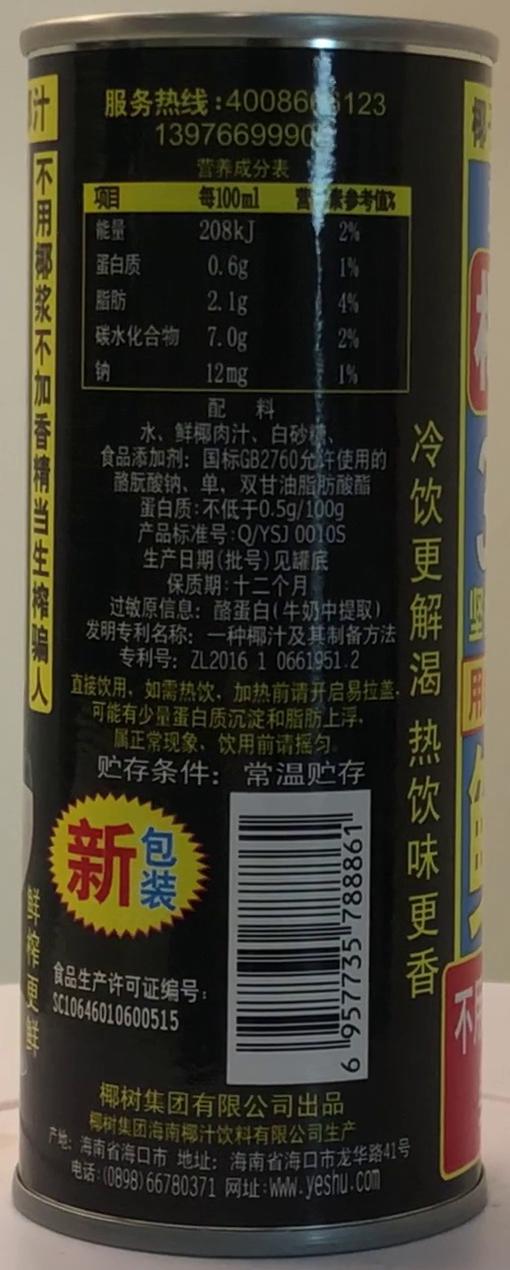 服务热线:4008666123
1397669990
营养成分表
项目 每100ml 营养素参考值%
能量 208kJ 2%
蛋白质 0.6g 1%
脂肪 2.1g 4%
碳水化合物 7.0g 2%
钠 12mg 1%
配 料
水、鲜椰肉汁、白砂糖、
食品添加剂: 国标GB2760允许使用的
酪朊酸钠、单, 双甘油脂肪酸酯
蛋白质:不低于0.5g/100g
产品标准号:Q/YSJ 0010S
生产日期(批号)见罐底
保质期:十二个月
过敏原信息: 酪蛋白(牛奶中提取)
发明专利名称: 一种椰汁及其制备方法
专利号: ZL2016 1 0661951.2
直接饮用, 如需热饮, 加热前请开启易拉盖,
可能有少量蛋白质沉淀和脂肪上浮,
属正常现象, 饮用前请摇匀。
贮存条件: 常温贮存
新包装
食品生产许可证编号:
SC10646010600515
6 957735 788861
椰树集团有限公司出品
椰树集团海南椰汁饮料有限公司生产
产地: 海南省海口市 地址: 海南省海口市龙华路41号
电话:(0898)66780371 网址:www.yeshu.com
汁
不用椰浆不加香精当生榨骗人
鲜榨更鲜
冷饮更解渴 热饮味更香
椰
用
不用